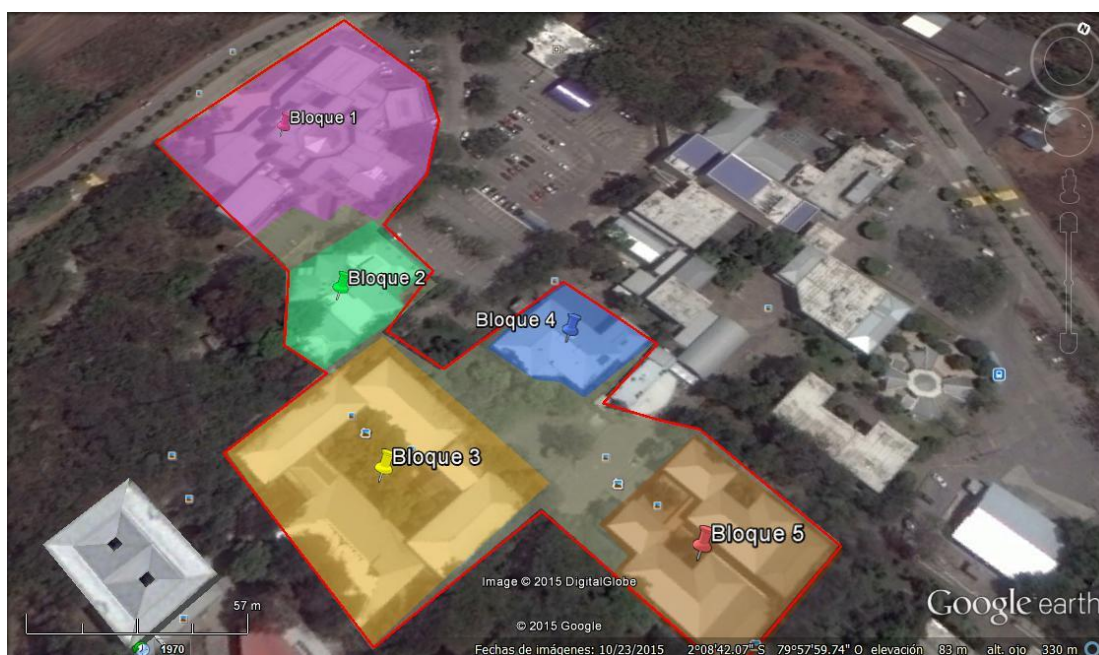 N
Bloque 1
Bloque 2
Bloque 4
Bloque 3
Bloque 5
Image © 2015 DigitalGlobe
Google earth
57 m
© 2015 Google
1970
Fechas de imágenes: 10/23/2015 2°08'42.07" S 79°57'59.74" O elevación 83 m alt. ojo 330 m